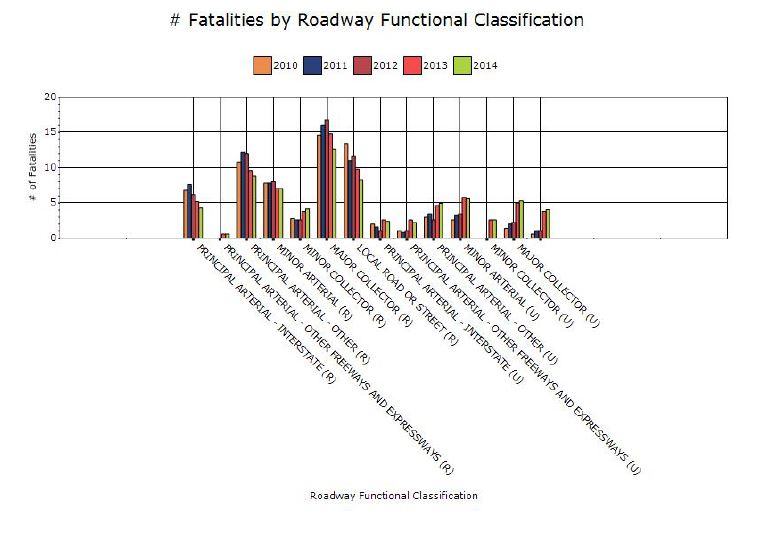 # Fatalities by Roadway Functional Classification
2010 2011 2012 2013 2014
20
15
10
5
0
# of Fatalities
PRINCIPAL ARTERIAL - INTERSTATE (R)
PRINCIPAL ARTERIAL - OTHER FREEWAYS AND EXPRESSWAYS (R)
PRINCIPAL ARTERIAL - OTHER (R)
MINOR ARTERIAL (R)
MINOR COLLECTOR (R)
MAJOR COLLECTOR (R)
LOCAL ROAD OR STREET (R)
PRINCIPAL ARTERIAL - INTERSTATE (U)
PRINCIPAL ARTERIAL - OTHER FREEWAYS AND EXPRESSWAYS (U)
PRINCIPAL ARTERIAL - OTHER (U)
MINOR ARTERIAL (U)
MINOR COLLECTOR (U)
MAJOR COLLECTOR (U)
Roadway Functional Classification